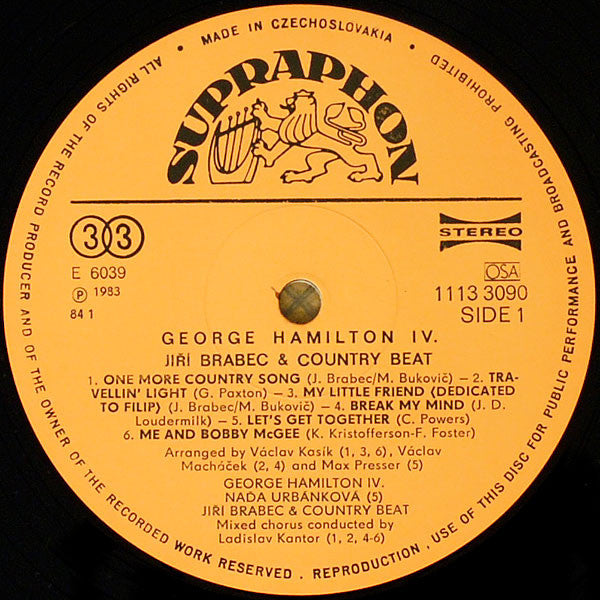 • MADE IN CZECHOSLOVAKIA •
ALL RIGHTS OF THE RECORD PRODUCER AND OF THE OWNER OF THE RECORDED WORK RESERVED . REPRODUCTION , USE OF THIS DISC FOR PUBLIC PERFORMANCE AND BROADCASTING PROHIBITED
SUPRAPHON
33
STEREO
E 6039
℗ 1983
84 1
OSA
1113 3090
SIDE 1
GEORGE HAMILTON IV.
JIŘÍ BRABEC & COUNTRY BEAT
1. ONE MORE COUNTRY SONG (J. Brabec/M. Bukovič) – 2. TRA-
VELLIN' LIGHT (G. Paxton) – 3. MY LITTLE FRIEND (DEDICATED
TO FILIP) (J. Brabec/M. Bukovič) – 4. BREAK MY MIND (J. D.
Loudermilk) – 5. LET'S GET TOGETHER (C. Powers)
6. ME AND BOBBY McGEE (K. Kristofferson-F. Foster)
Arranged by Václav Kasík (1, 3, 6), Václav
Macháček (2, 4) and Max Presser (5)
GEORGE HAMILTON IV.
NAĎA URBÁNKOVÁ (5)
JIŘÍ BRABEC & COUNTRY BEAT
Mixed chorus conducted by
Ladislav Kantor (1, 2, 4-6)